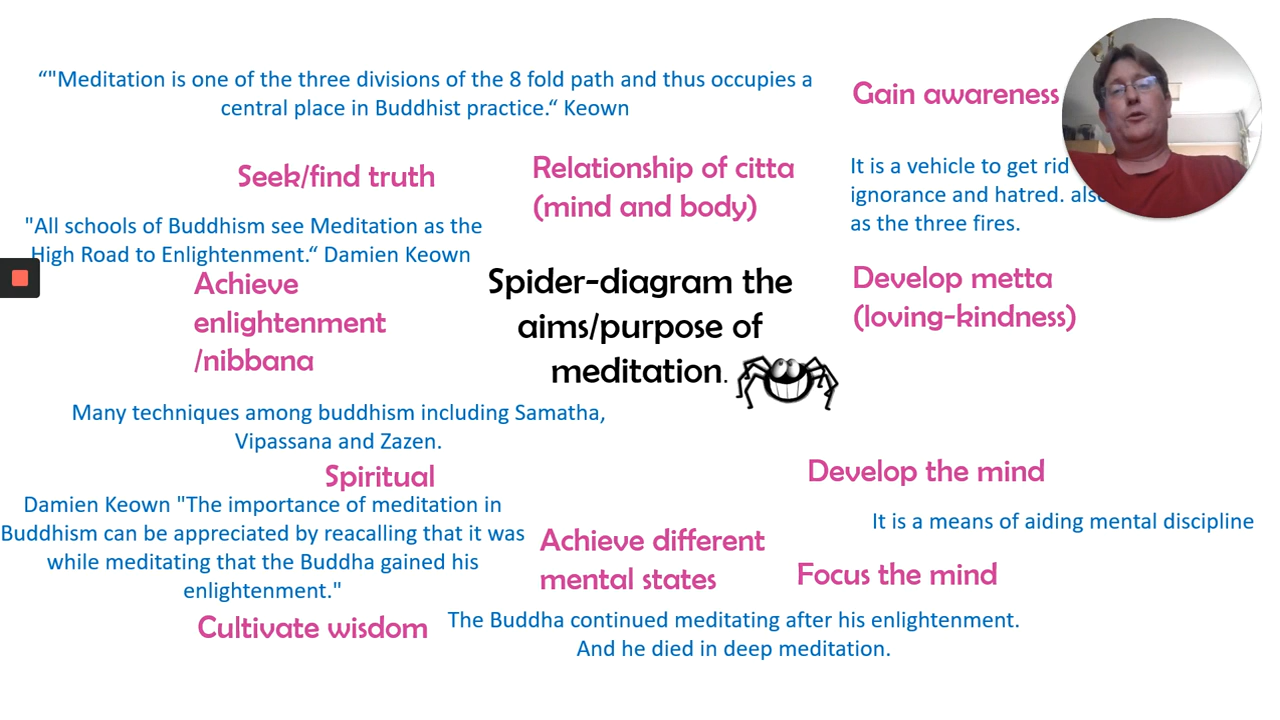 “"Meditation is one of the three divisions of the 8 fold path and thus occupies a
central place in Buddhist practice.“ Keown
Gain awareness
Seek/find truth
Relationship of citta
(mind and body)
It is a vehicle to get rid
ignorance and hatred. also
as the three fires.
"All schools of Buddhism see Meditation as the
High Road to Enlightenment.“ Damien Keown
Achieve
enlightenment
/nibbana
Spider-diagram the
aims/purpose of
meditation.
Develop metta
(loving-kindness)
Many techniques among buddhism including Samatha,
Vipassana and Zazen.
Spiritual
Develop the mind
Damien Keown "The importance of meditation in
Buddhism can be appreciated by reacalling that it was
while meditating that the Buddha gained his
enlightenment."
It is a means of aiding mental discipline
Achieve different
mental states
Focus the mind
Cultivate wisdom
The Buddha continued meditating after his enlightenment.
And he died in deep meditation.